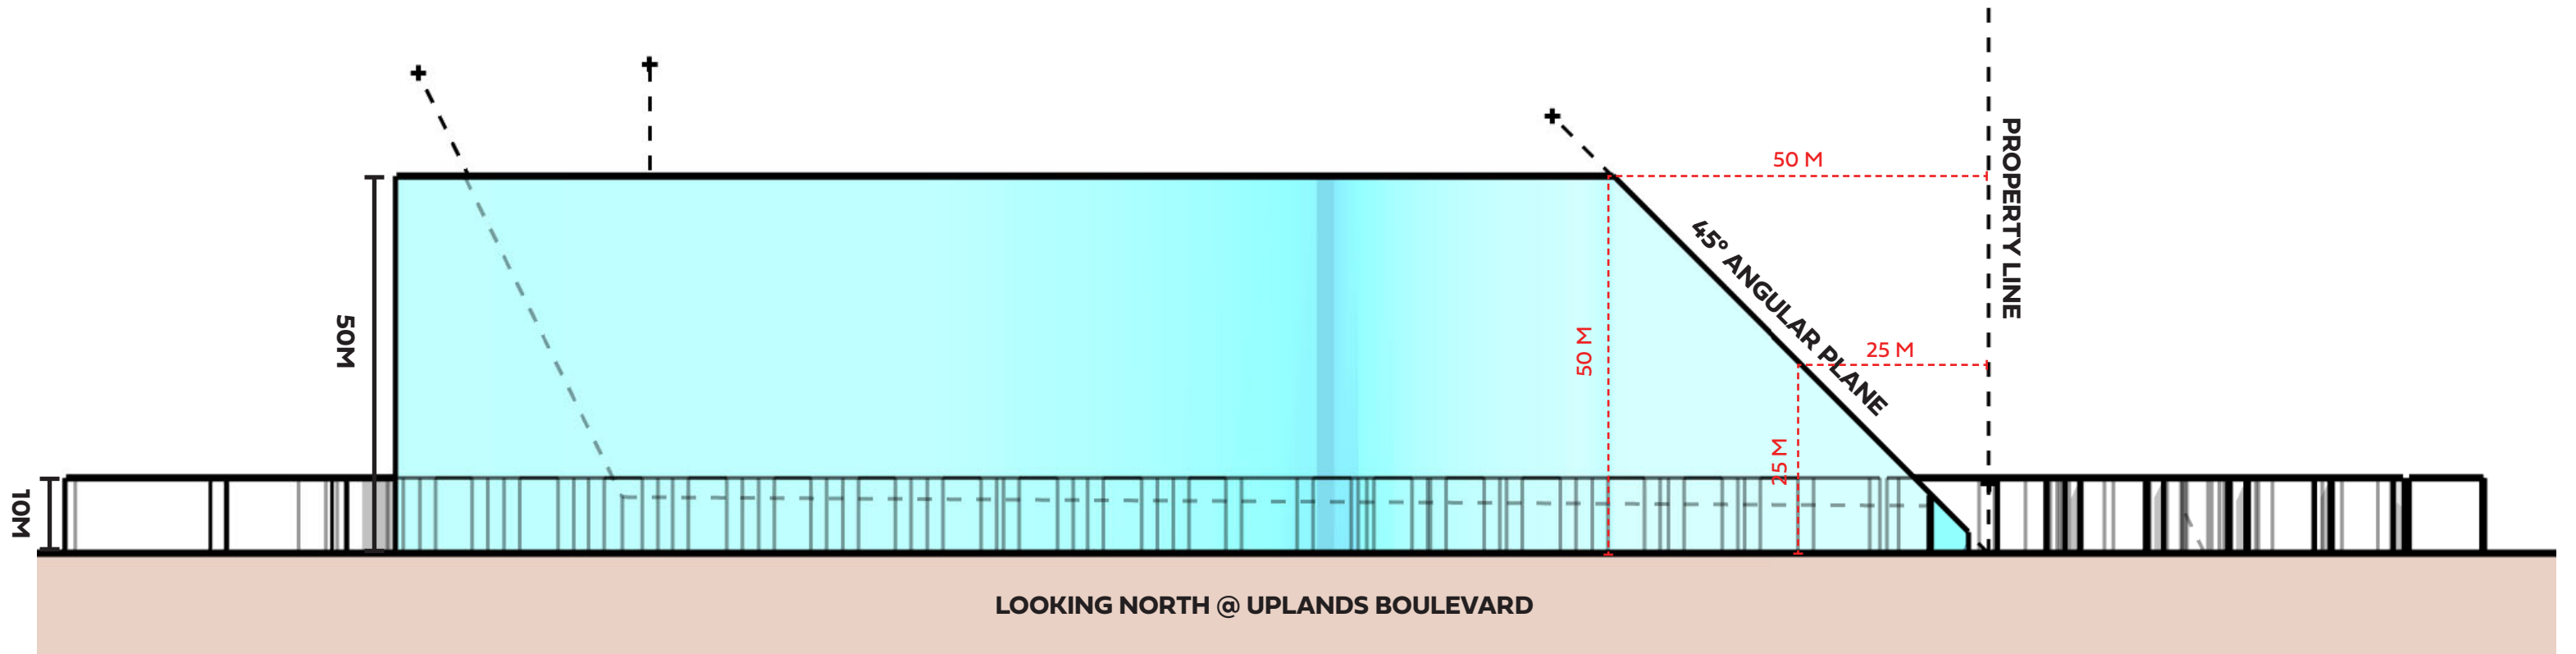 10M
50M
50 M
50 M
45° ANGULAR PLANE
25 M
25 M
PROPERTY LINE
LOOKING NORTH @ UPLANDS BOULEVARD